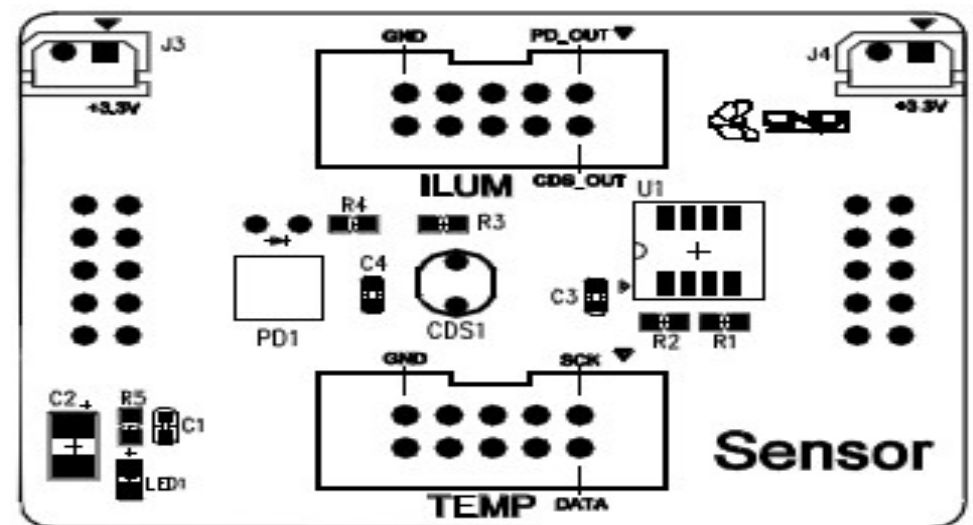 GND PD_OUT
J3
J4
+3.3V
+3.3V
ILUM CDS_OUT
U1
R4
R3
C4
C3
PD1
CDS1
R2 R1
GND SCK
C2 + R5
C1
+
LED1
Sensor
TEMP DATA